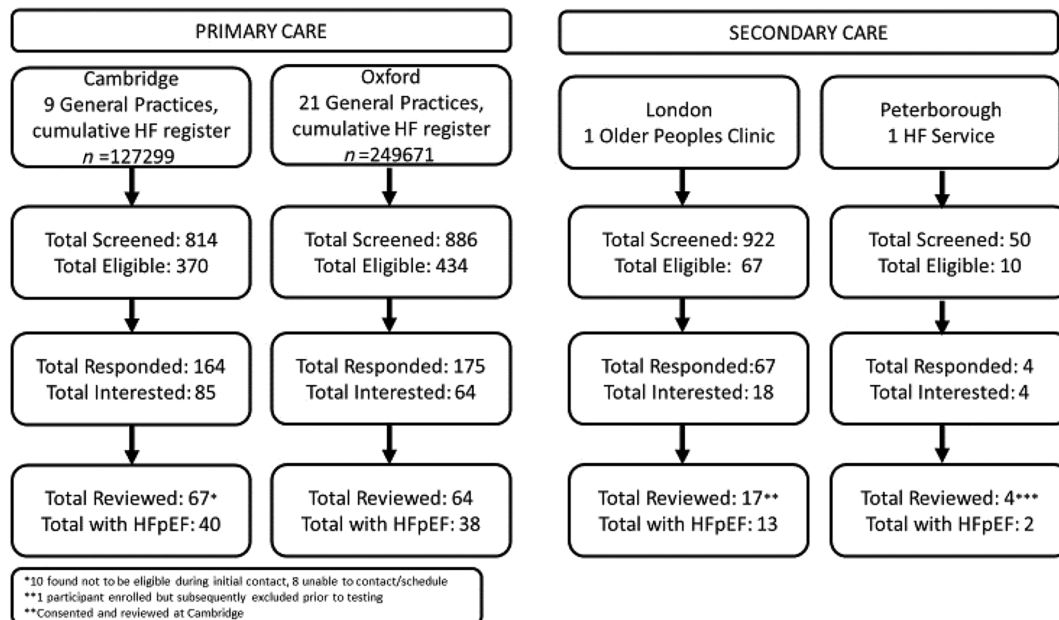 PRIMARY CARE
SECONDARY CARE
Cambridge
9 General Practices,
cumulative HF register
n =127299
Oxford
21 General Practices,
cumulative HF register
n =249671
London
1 Older Peoples Clinic
Peterborough
1 HF Service
Total Screened: 814
Total Eligible: 370
Total Screened: 886
Total Eligible: 434
Total Screened: 922
Total Eligible: 67
Total Screened: 50
Total Eligible: 10
Total Responded: 164
Total Interested: 85
Total Responded: 175
Total Interested: 64
Total Responded:67
Total Interested: 18
Total Responded: 4
Total Interested: 4
Total Reviewed: 67*
Total with HFpEF: 40
Total Reviewed: 64
Total with HFpEF: 38
Total Reviewed: 17**
Total with HFpEF: 13
Total Reviewed: 4***
Total with HFpEF: 2
*10 found not to be eligible during initial contact, 8 unable to contact/schedule
**1 participant enrolled but subsequently excluded prior to testing
**Consented and reviewed at Cambridge